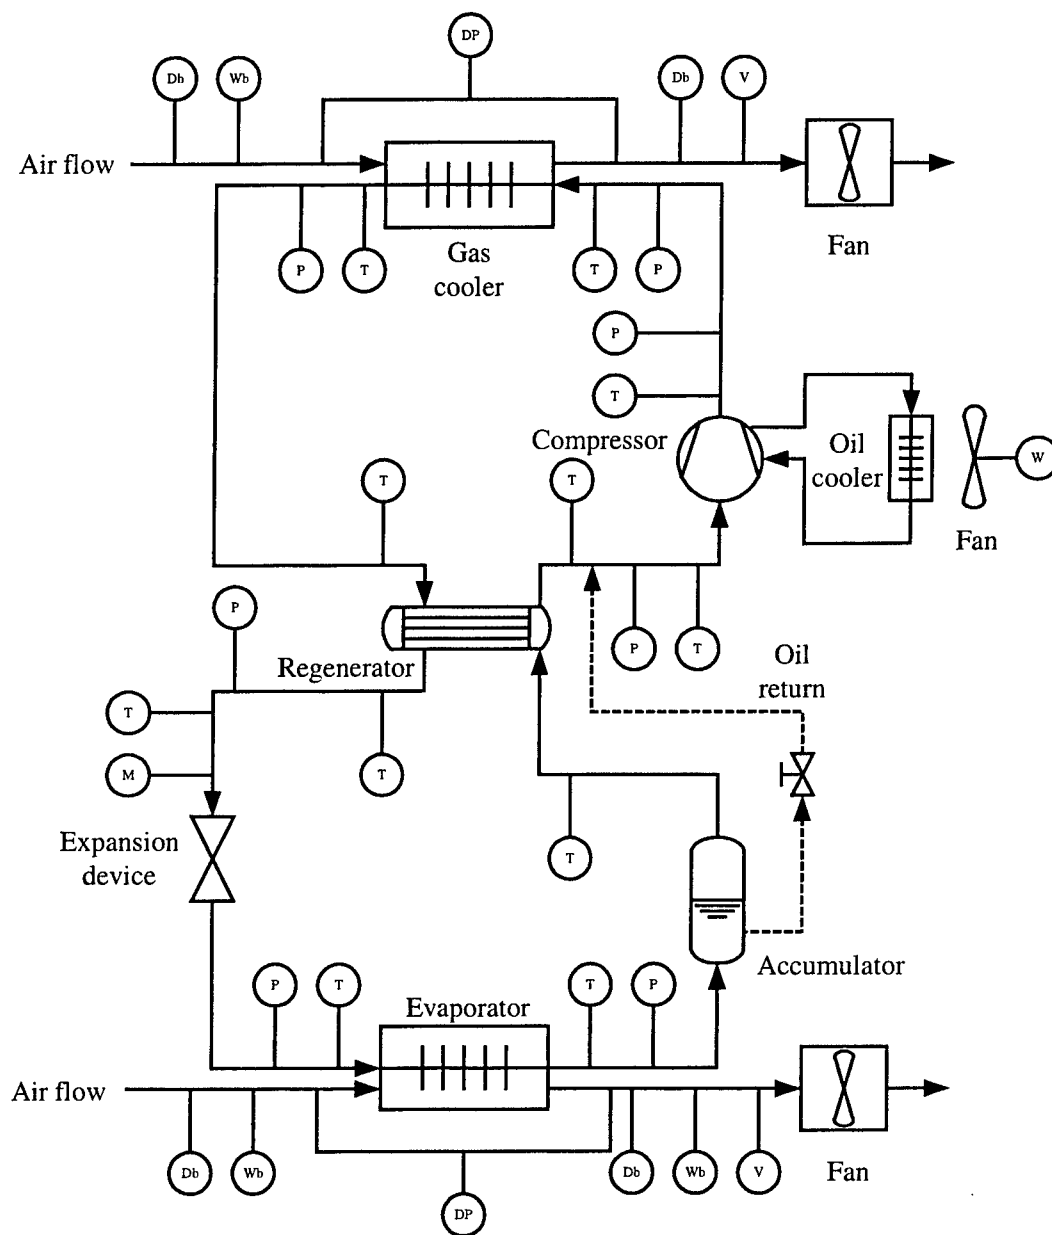 DP
Db
Wb
Db
V
Air flow
Fan
P
T
Gas
cooler
T
P
P
T
Compressor
Oil
cooler
W
Fan
T
T
P
P
T
Regenerator
Oil
return
T
T
M
Expansion
device
T
Accumulator
P
T
Evaporator
T
P
Air flow
Fan
Db
Wb
DP
Db
Wb
V